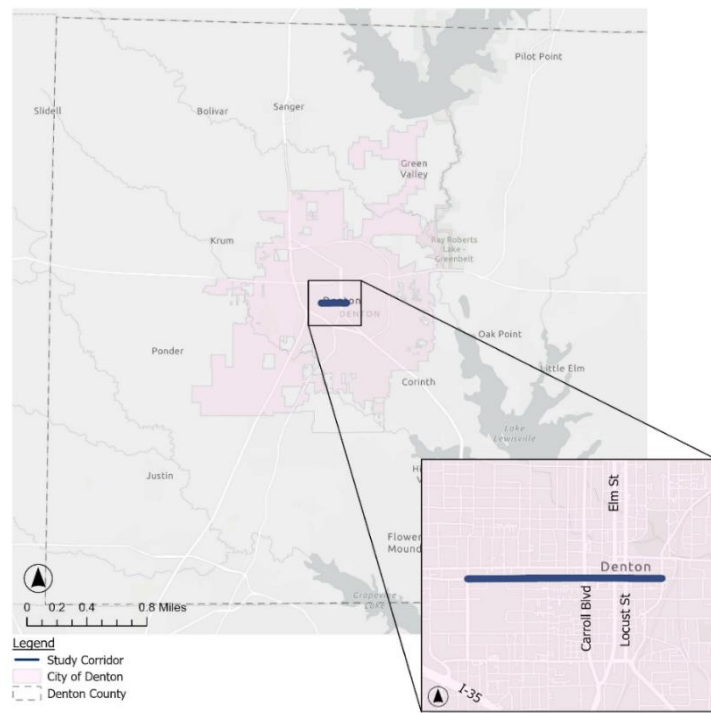 Pilot Point
Slidell
Bolivar
Sanger
Green
Valley
Krum
Ray Roberts
Lake -
Greenbelt
Denton
DENTON
Ponder
Oak Point
Little Elm
Corinth
Lake
Lewisville
Justin
Flower
Mound
Grapevine
Lake
0 0.2 0.4 0.8 Miles
Legend
Study Corridor
City of Denton
Denton County
Elm St
Denton
Carroll Blvd
Locust St
I-35